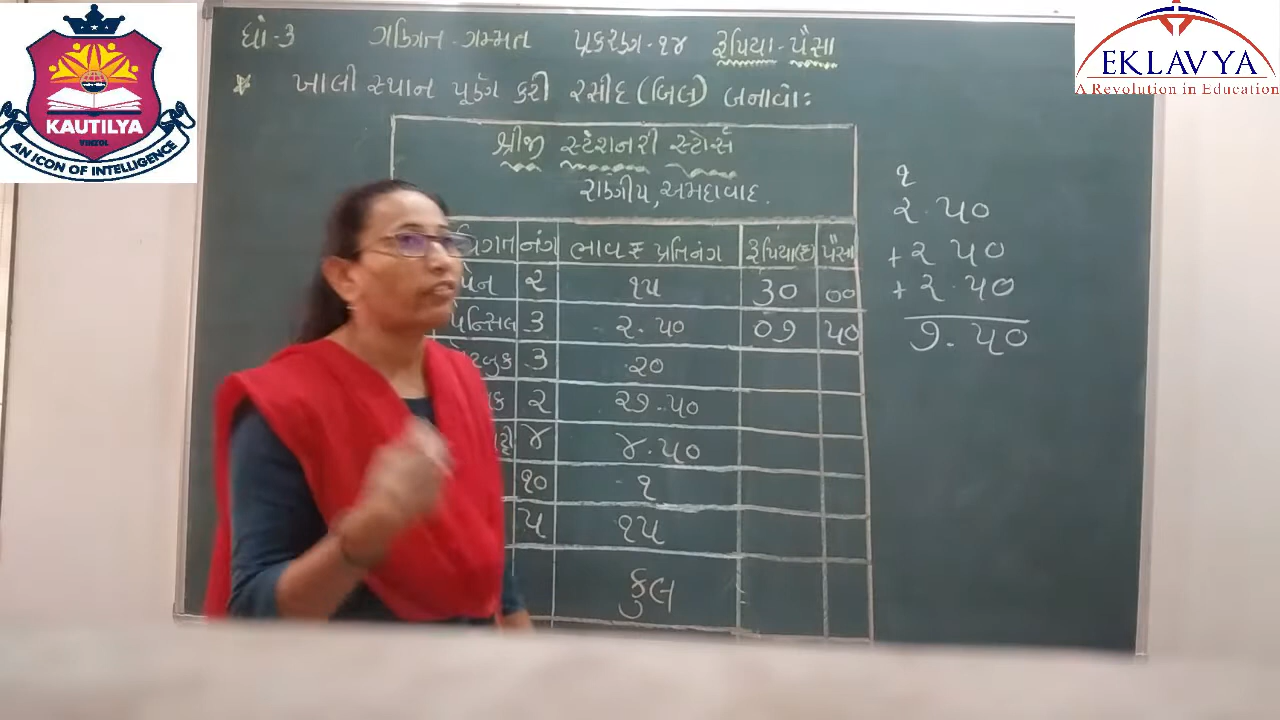 ધો-૩ ગણિત-ગમ્મત પ્રકરણ-૧૪ રૂપિયા-પૈસા
* ખાલી સ્થાન પૂર્ણ કરી રસીદ (બિલ) બનાવો:
શ્રીજી સ્ટેશનરી સ્ટોર્સ
રાણીપ, અમદાવાદ.
વિગત નંગ ભાવ ₹ પ્રતિનંગ રૂપિયા(₹) પૈસા
પેન ૨ ૧૫ ૩૦ ૦૦
પેન્સિલ ૩ ૨.૫૦ ૦૭ ૫૦
૩ ૨૦
૨ ૨૭.૫૦
૪ ૪.૫૦
૧૦ ૧
૫ ૧૫
કુલ
૧
૨.૫૦
+ ૨ ૫૦
+ ૨.૫૦
૭.૫૦
KAUTILYA
VINZOL
AN ICON OF INTELLIGENCE
EKLAVYA
A Revolution in Education